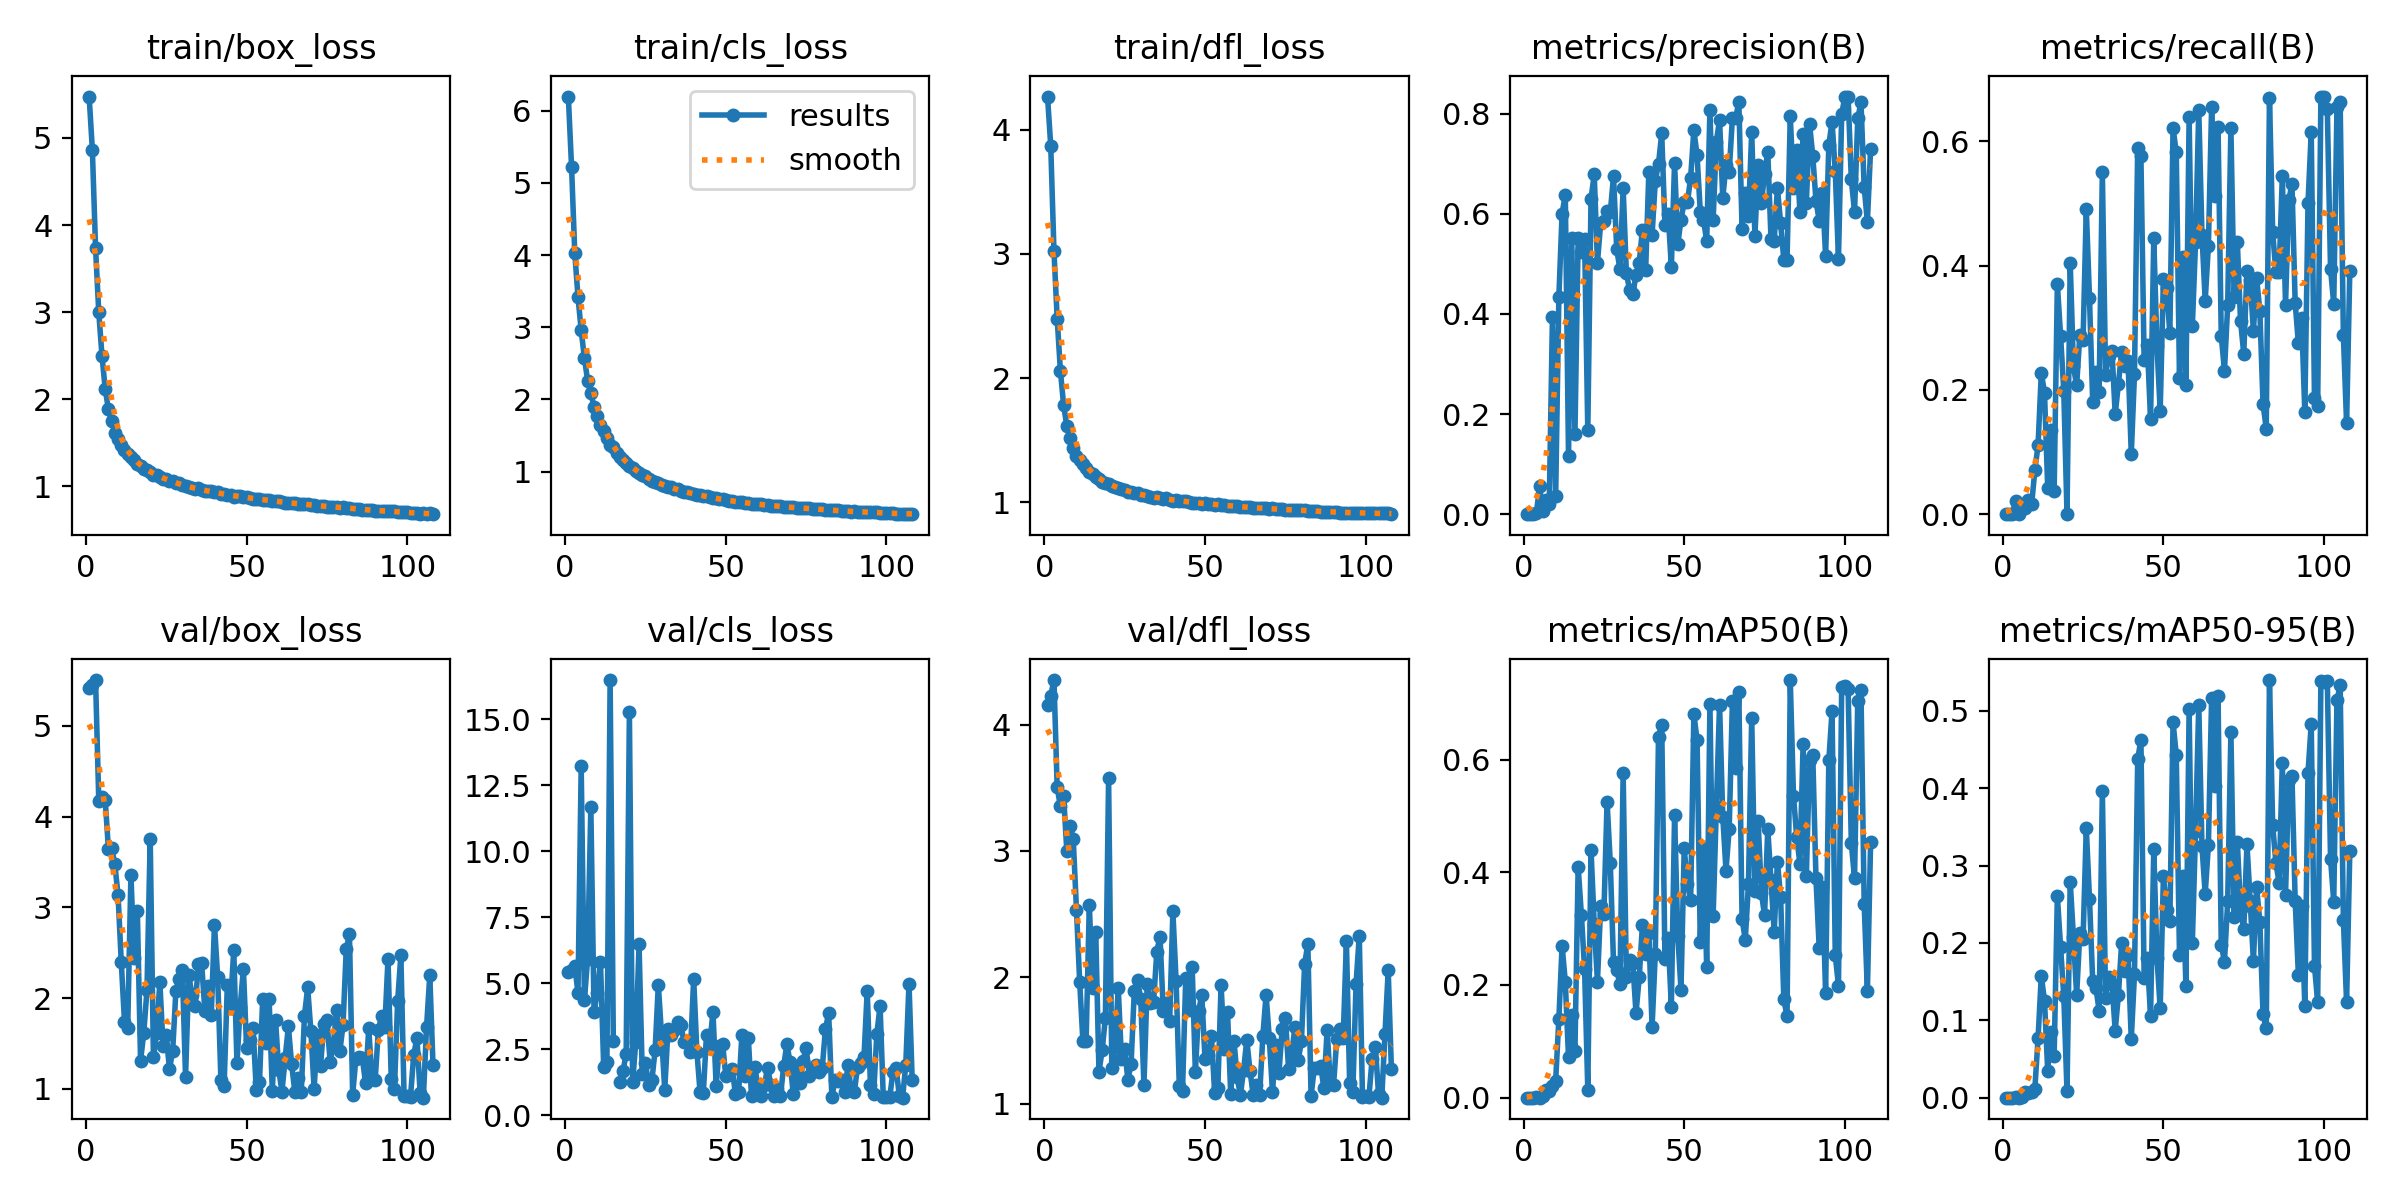 train/box_loss
5
4
3
2
1
0 50 100
train/cls_loss
results
smooth
6
5
4
3
2
1
0 50 100
train/dfl_loss
4
3
2
1
0 50 100
metrics/precision(B)
0.8
0.6
0.4
0.2
0.0
0 50 100
metrics/recall(B)
0.6
0.4
0.2
0.0
0 50 100
val/box_loss
5
4
3
2
1
0 50 100
val/cls_loss
15.0
12.5
10.0
7.5
5.0
2.5
0.0
0 50 100
val/dfl_loss
4
3
2
1
0 50 100
metrics/mAP50(B)
0.6
0.4
0.2
0.0
0 50 100
metrics/mAP50-95(B)
0.5
0.4
0.3
0.2
0.1
0.0
0 50 100